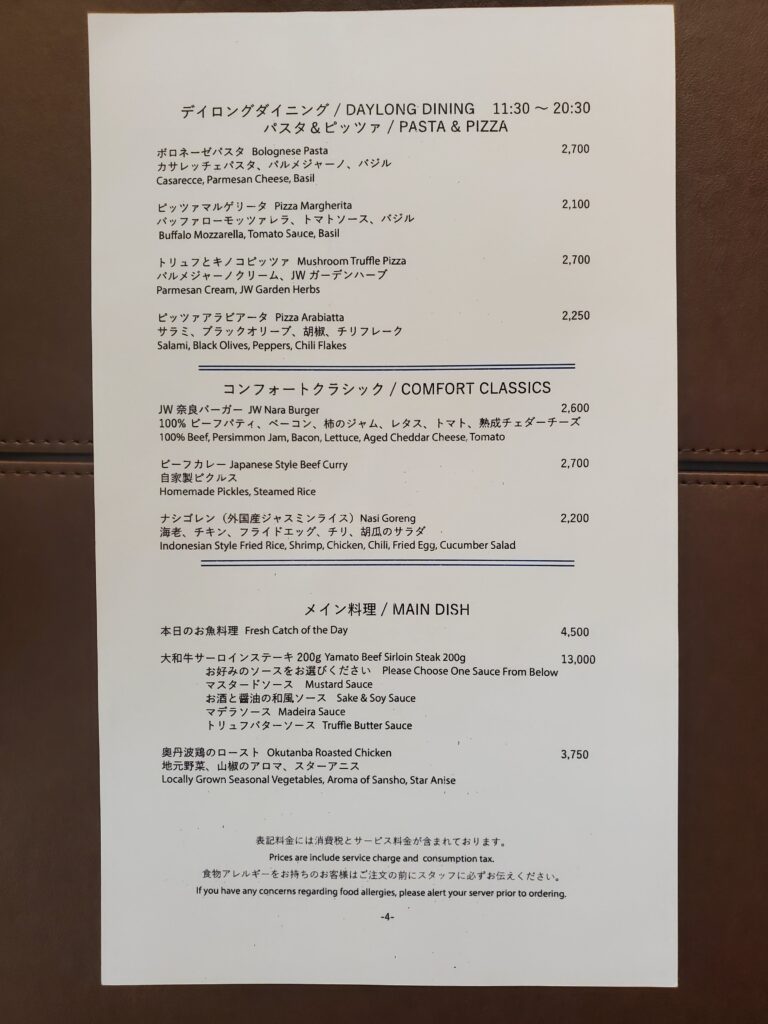 デイロングダイニング / DAYLONG DINING 11:30 ～ 20:30
パスタ＆ピッツァ / PASTA & PIZZA
ボロネーゼパスタ Bolognese Pasta 2,700
カサレッチェパスタ、パルメジャーノ、バジル
Casarecce, Parmesan Cheese, Basil
ピッツァマルゲリータ Pizza Margherita 2,100
バッファローモッツァレラ、トマトソース、バジル
Buffalo Mozzarella, Tomato Sauce, Basil
トリュフとキノコピッツァ Mushroom Truffle Pizza 2,700
パルメジャーノクリーム、JW ガーデンハーブ
Parmesan Cream, JW Garden Herbs
ピッツァアラビアータ Pizza Arabiatta 2,250
サラミ、ブラックオリーブ、胡椒、チリフレーク
Salami, Black Olives, Peppers, Chili Flakes
コンフォートクラシック / COMFORT CLASSICS
JW 奈良バーガー JW Nara Burger 2,600
100% ビーフパティ、ベーコン、柿のジャム、レタス、トマト、熟成チェダーチーズ
100% Beef, Persimmon Jam, Bacon, Lettuce, Aged Cheddar Cheese, Tomato
ビーフカレー Japanese Style Beef Curry 2,700
自家製ピクルス
Homemade Pickles, Steamed Rice
ナシゴレン（外国産ジャスミンライス）Nasi Goreng 2,200
海老、チキン、フライドエッグ、チリ、胡瓜のサラダ
Indonesian Style Fried Rice, Shrimp, Chicken, Chili, Fried Egg, Cucumber Salad
メイン料理 / MAIN DISH
本日のお魚料理 Fresh Catch of the Day 4,500
大和牛サーロインステーキ 200g Yamato Beef Sirloin Steak 200g 13,000
お好みのソースをお選びください Please Choose One Sauce From Below
マスタードソース Mustard Sauce
お酒と醤油の和風ソース Sake & Soy Sauce
マデラソース Madeira Sauce
トリュフバターソース Truffle Butter Sauce
奥丹波鶏のロースト Okutanba Roasted Chicken 3,750
地元野菜、山椒のアロマ、スターアニス
Locally Grown Seasonal Vegetables, Aroma of Sansho, Star Anise
表記料金には消費税とサービス料金が含まれております。
Prices are include service charge and consumption tax.
食物アレルギーをお持ちのお客様はご注文の前にスタッフに必ずお伝えください。
If you have any concerns regarding food allergies, please alert your server prior to ordering.
-4-